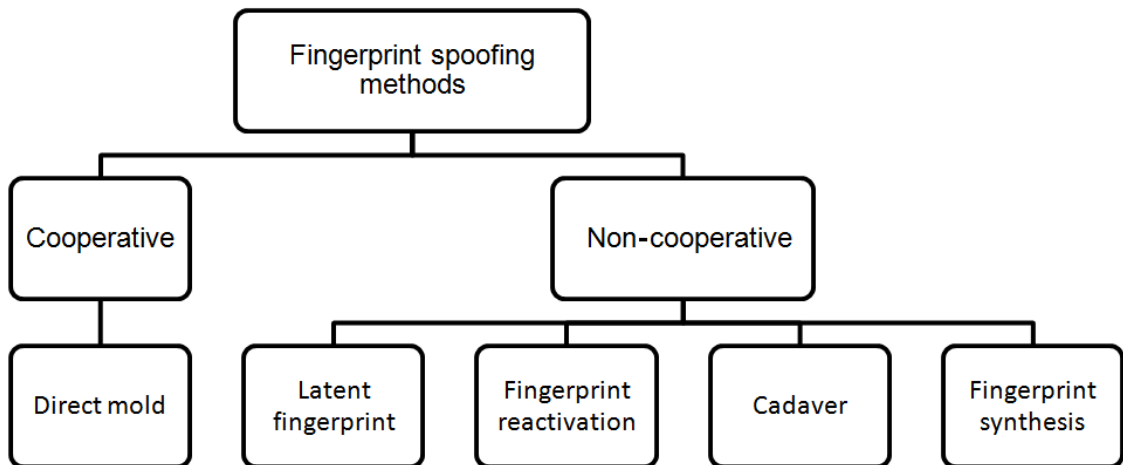 Fingerprint spoofing
methods
Cooperative
Non-cooperative
Direct mold
Latent
fingerprint
Fingerprint
reactivation
Cadaver
Fingerprint
synthesis